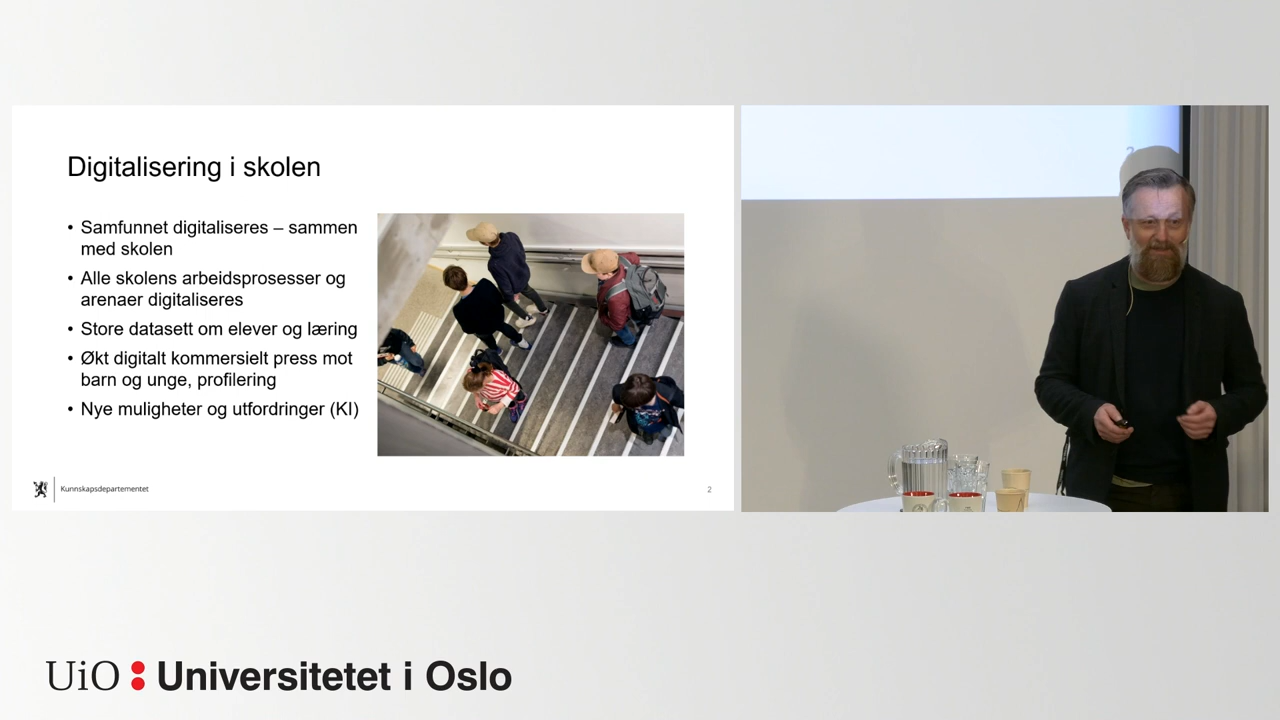 Digitalisering i skolen
• Samfunnet digitaliseres – sammen
med skolen
• Alle skolens arbeidsprosesser og
arenaer digitaliseres
• Store datasett om elever og læring
• Økt digitalt kommersielt press mot
barn og unge, profilering
• Nye muligheter og utfordringer (KI)
Kunnskapsdepartementet
2
2
UiO : Universitetet i Oslo